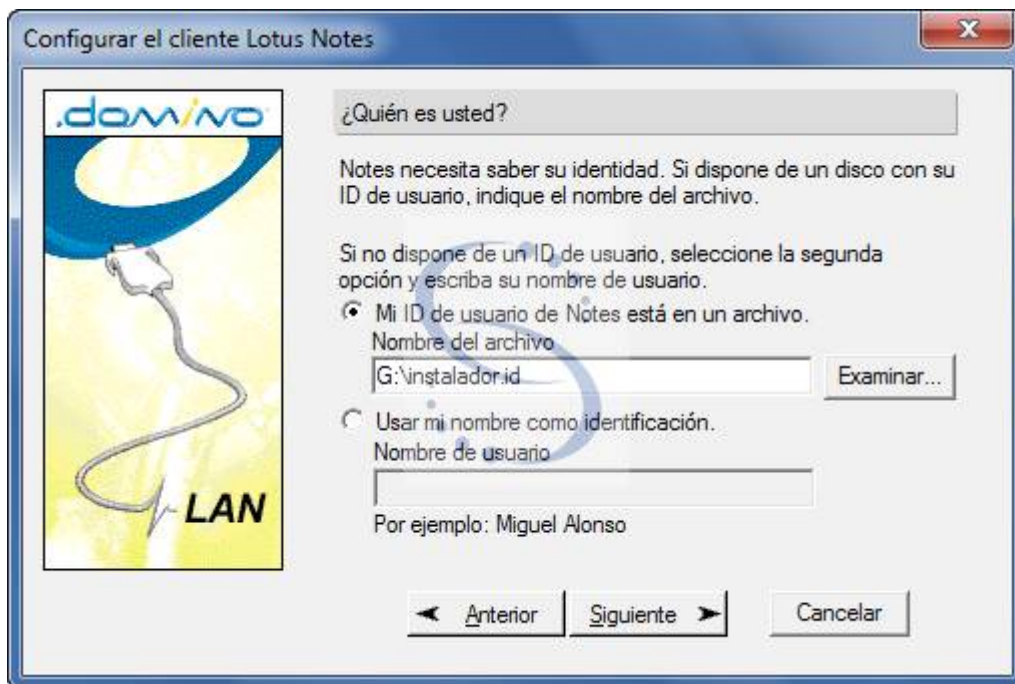 Configurar el cliente Lotus Notes
.domino
LAN
¿Quién es usted?
Notes necesita saber su identidad. Si dispone de un disco con su
ID de usuario, indique el nombre del archivo.
Si no dispone de un ID de usuario, seleccione la segunda
opción y escriba su nombre de usuario.
Mi ID de usuario de Notes está en un archivo.
Nombre del archivo
G:\instalador.id
Examinar...
Usar mi nombre como identificación.
Nombre de usuario
Por ejemplo: Miguel Alonso
Anterior
Siguiente
Cancelar